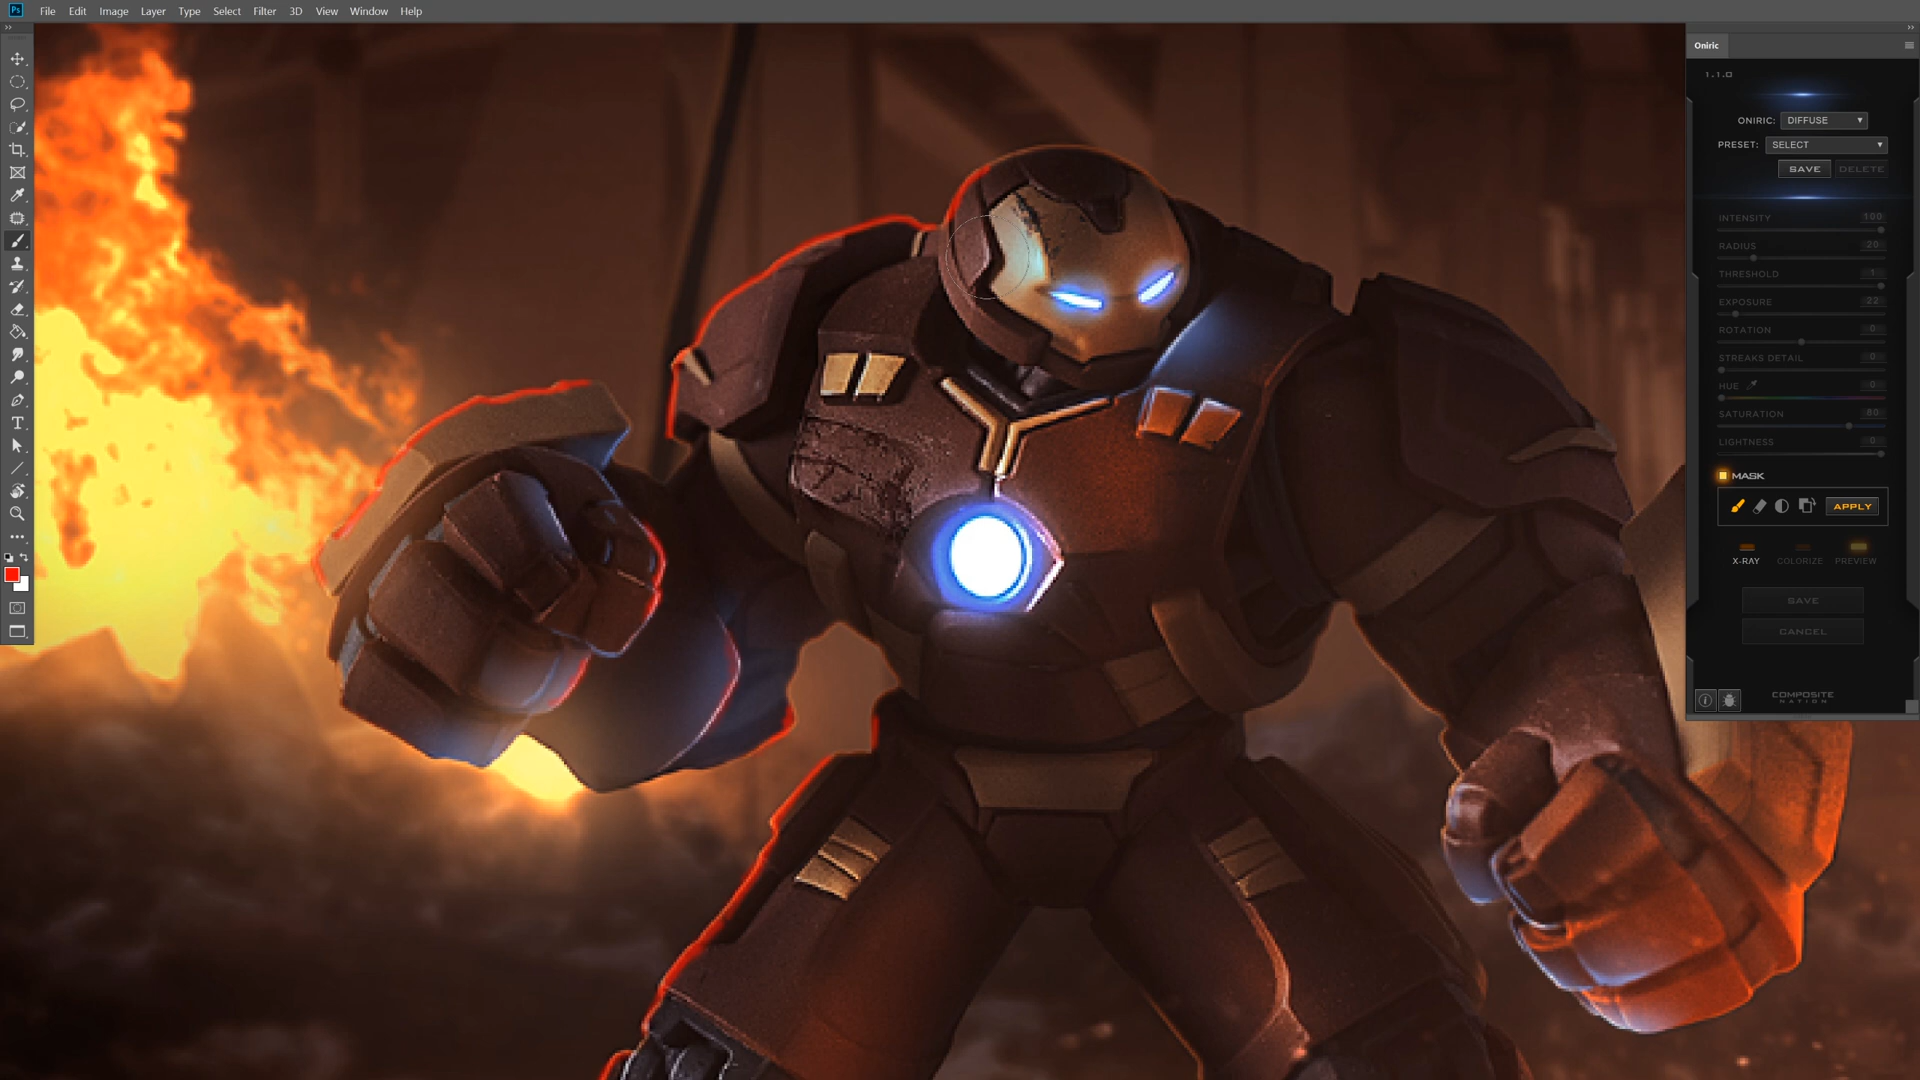 Ps File Edit Image Layer Type Select Filter 3D View Window Help
Oniric
1.1.0
ONIRIC: DIFFUSE
PRESET: SELECT
SAVE DELETE
INTENSITY 100
RADIUS 20
THRESHOLD 1
EXPOSURE 22
ROTATION 0
STREAKS DETAIL 0
HUE 0
SATURATION 80
LIGHTNESS 0
MASK
APPLY
X-RAY COLORIZE PREVIEW
SAVE
CANCEL
COMPOSITE
NATION